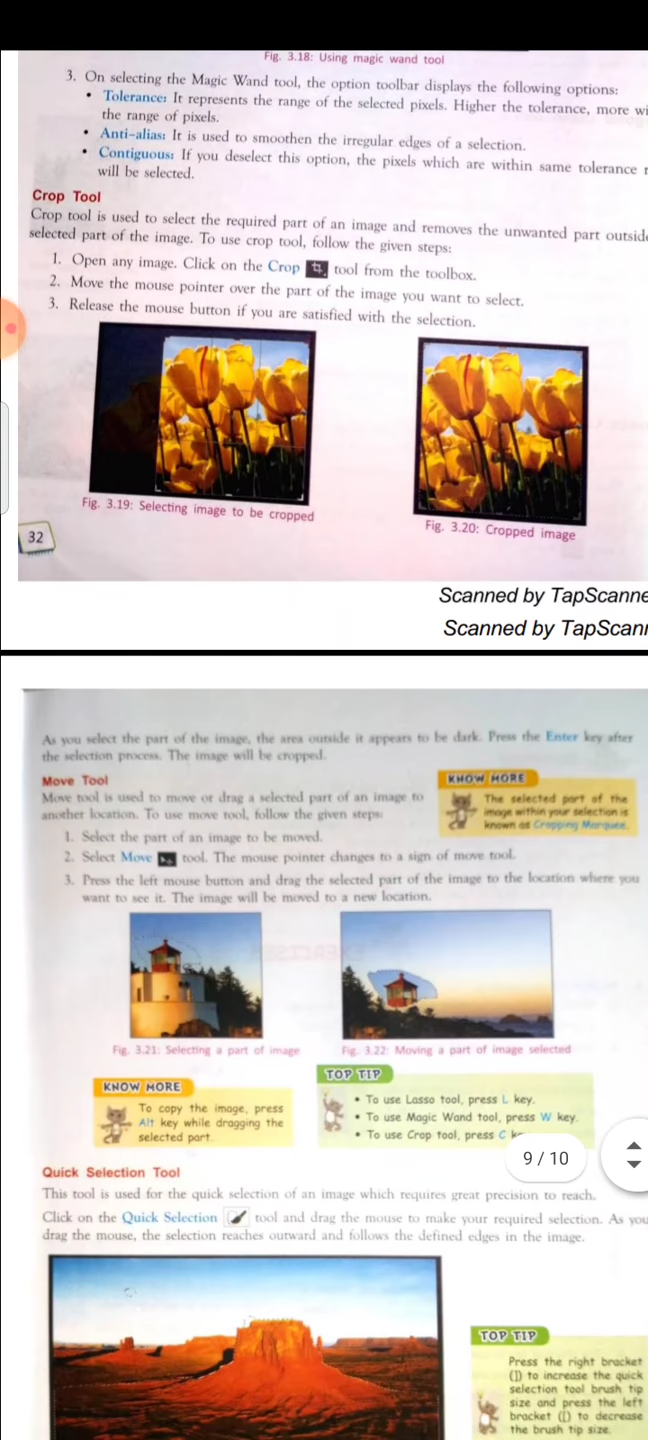 Fig. 3.18: Using magic wand tool
3. On selecting the Magic Wand tool, the option toolbar displays the following options:
• Tolerance: It represents the range of the selected pixels. Higher the tolerance, more
the range of pixels.
• Anti-alias: It is used to smoothen the irregular edges of a selection.
• Contiguous: If you deselect this option, the pixels which are within same tolerance
will be selected.
Crop Tool
Crop tool is used to select the required part of an image and removes the unwanted part
selected part of the image. To use crop tool, follow the given steps:
1. Open any image. Click on the Crop tool from the toolbox.
2. Move the mouse pointer over the part of the image you want to select.
3. Release the mouse button if you are satisfied with the selection.
Fig. 3.19: Selecting image to be cropped
Fig. 3.20: Cropped image
32
Scanned by
Scanned by
As you select the part of the image, the area outside it appears to be dark. Press the Enter key after
the selection process. The image will be cropped.
Move Tool
Move tool is used to move or drag a selected part of an image to
another location. To use move tool, follow the given steps:
1. Select the part of an image to be moved.
KNOW MORE
The selected part of the
image within your selection is
known as Cropping Marquee.
2. Select Move tool. The mouse pointer changes to a sign of move tool.
3. Press the left mouse button and drag the selected part of the image to the location where you
want to see it. The image will be moved to a new location.
Fig. 3.21: Selecting a part of image
Fig. 3.22: Moving a part of image selected
KNOW MORE
To copy the image, press
Alt key while dragging the
selected part.
TOP TIP
• To use Lasso tool, press L key.
• To use Magic Wand tool, press W key.
• To use Crop tool, press C
9 / 10
Quick Selection Tool
This tool is used for the quick selection of an image which requires great precision to reach.
Click on the Quick Selection tool and drag the mouse to make your required selection. As you
drag the mouse, the selection reaches outward and follows the defined edges in the image.
TOP TIP
Press the right bracket
(]) to increase the quick
selection tool brush tip
size and press the left
bracket ([) to decrease
the brush tip size.